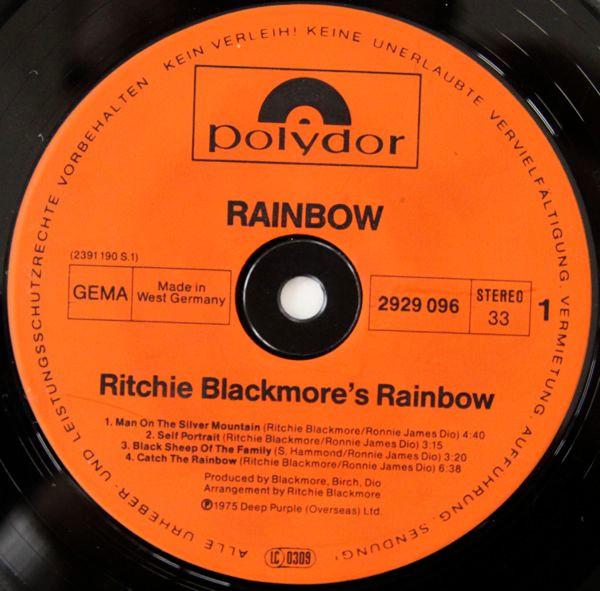 ALLE URHEBER- UND LEISTUNGSSCHUTZRECHTE VORBEHALTEN KEIN VERLEIH! KEINE UNERLAUBTE VERVIELFÄLTIGUNG, VERMIETUNG, AUFFÜHRUNG, SENDUNG!
polydor
RAINBOW
(2391 190 S.1)
GEMA
Made in
West Germany
2929 096
STEREO
33
1
Ritchie Blackmore's Rainbow
1. Man On The Silver Mountain (Ritchie Blackmore/Ronnie James Dio) 4:40
2. Self Portrait (Ritchie Blackmore/Ronnie James Dio) 3:15
3. Black Sheep Of The Family (S. Hammond/Ronnie James Dio) 3:20
4. Catch The Rainbow (Ritchie Blackmore/Ronnie James Dio) 6:38
Produced by Blackmore, Birch, Dio
Arrangement by Ritchie Blackmore
℗ 1975 Deep Purple (Overseas) Ltd.
LC 0309